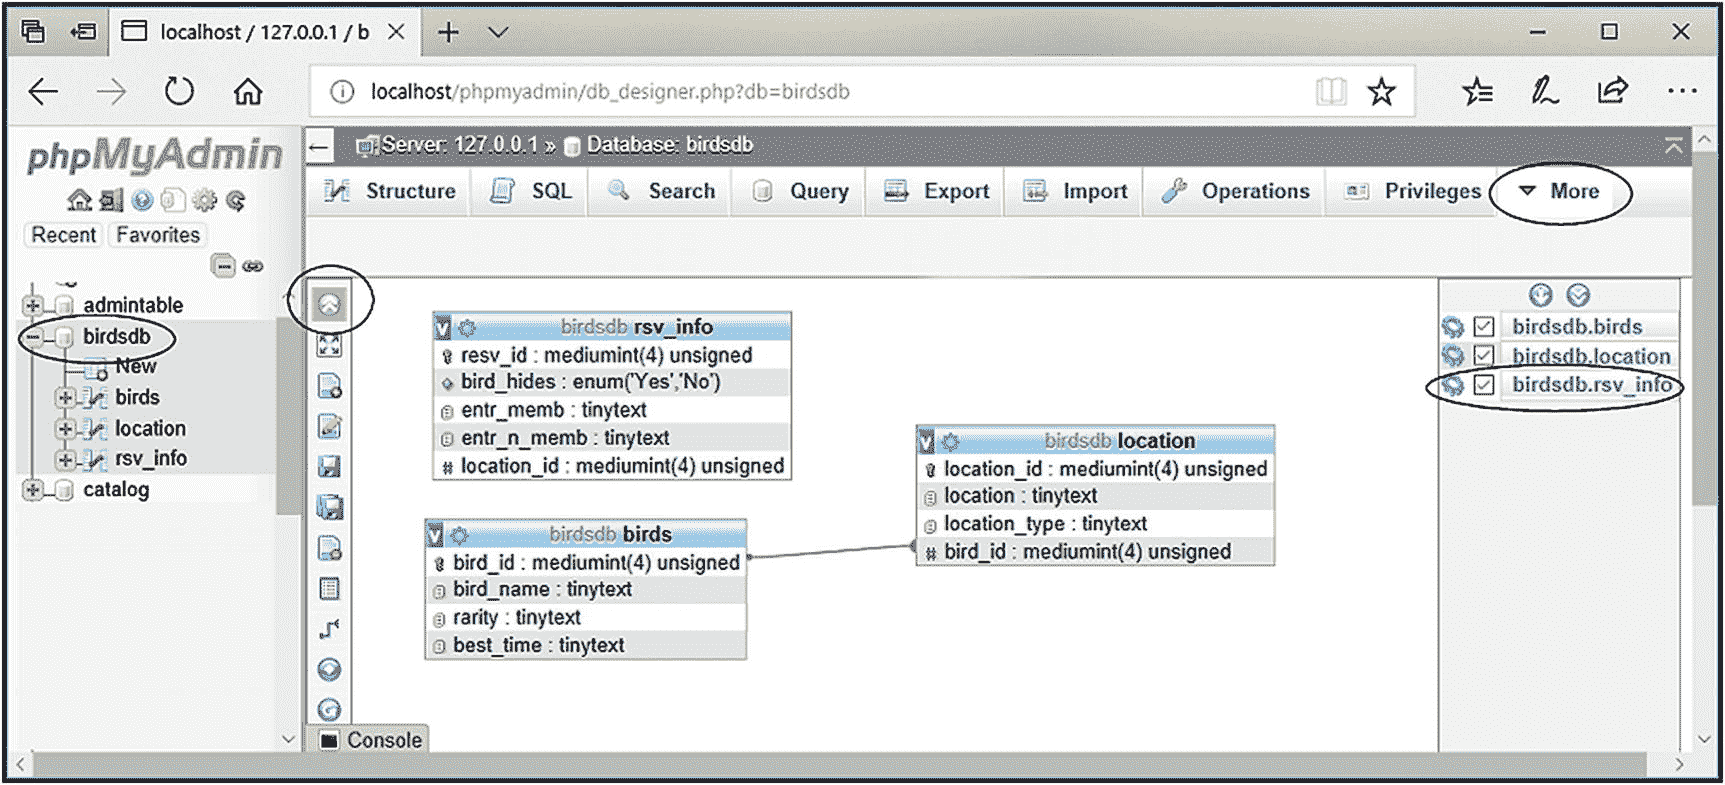 localhost / 127.0.0.1 / b
localhost/phpmyadmin/db_designer.php?db=birdsdb
phpMyAdmin
Recent Favorites
admintable
birdsdb
New
birds
location
rsv_info
catalog
Server: 127.0.0.1 » Database: birdsdb
Structure SQL Search Query Export Import Operations Privileges More
birdsdb rsv_info
resv_id : mediumint(4) unsigned
bird_hides : enum('Yes','No')
entr_memb : tinytext
entr_n_memb : tinytext
# location_id : mediumint(4) unsigned
birdsdb birds
bird_id : mediumint(4) unsigned
bird_name : tinytext
rarity : tinytext
best_time : tinytext
birdsdb location
location_id : mediumint(4) unsigned
location : tinytext
location_type : tinytext
# bird_id : mediumint(4) unsigned
birdsdb.birds
birdsdb.location
birdsdb.rsv_info
Console